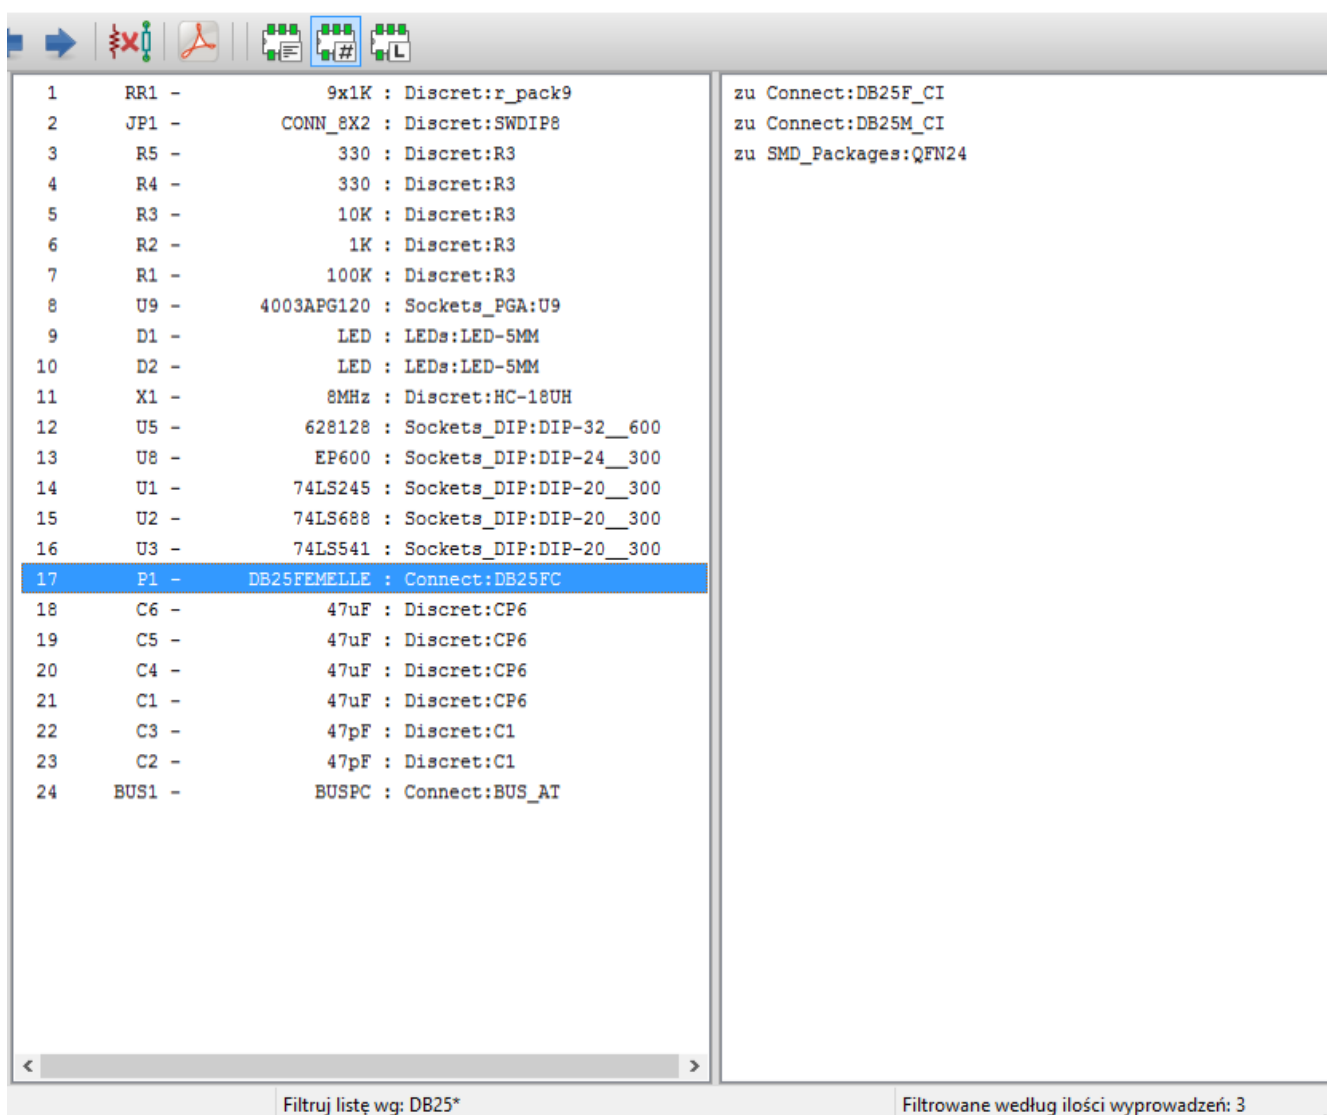 # L
1 RR1 - 9x1K : Discret:r_pack9
2 JP1 - CONN_8X2 : Discret:SWDIP8
3 R5 - 330 : Discret:R3
4 R4 - 330 : Discret:R3
5 R3 - 10K : Discret:R3
6 R2 - 1K : Discret:R3
7 R1 - 100K : Discret:R3
8 U9 - 4003APG120 : Sockets_PGA:U9
9 D1 - LED : LEDs:LED-5MM
10 D2 - LED : LEDs:LED-5MM
11 X1 - 8MHz : Discret:HC-18UH
12 U5 - 628128 : Sockets_DIP:DIP-32__600
13 U8 - EP600 : Sockets_DIP:DIP-24__300
14 U1 - 74LS245 : Sockets_DIP:DIP-20__300
15 U2 - 74LS688 : Sockets_DIP:DIP-20__300
16 U3 - 74LS541 : Sockets_DIP:DIP-20__300
17 P1 - DB25FEMELLE : Connect:DB25FC
18 C6 - 47uF : Discret:CP6
19 C5 - 47uF : Discret:CP6
20 C4 - 47uF : Discret:CP6
21 C1 - 47uF : Discret:CP6
22 C3 - 47pF : Discret:C1
23 C2 - 47pF : Discret:C1
24 BUS1 - BUSPC : Connect:BUS_AT
zu Connect:DB25F_CI
zu Connect:DB25M_CI
zu SMD_Packages:QFN24
Filtruj listę wg: DB25*
Filtrowane według ilości wyprowadzeń: 3